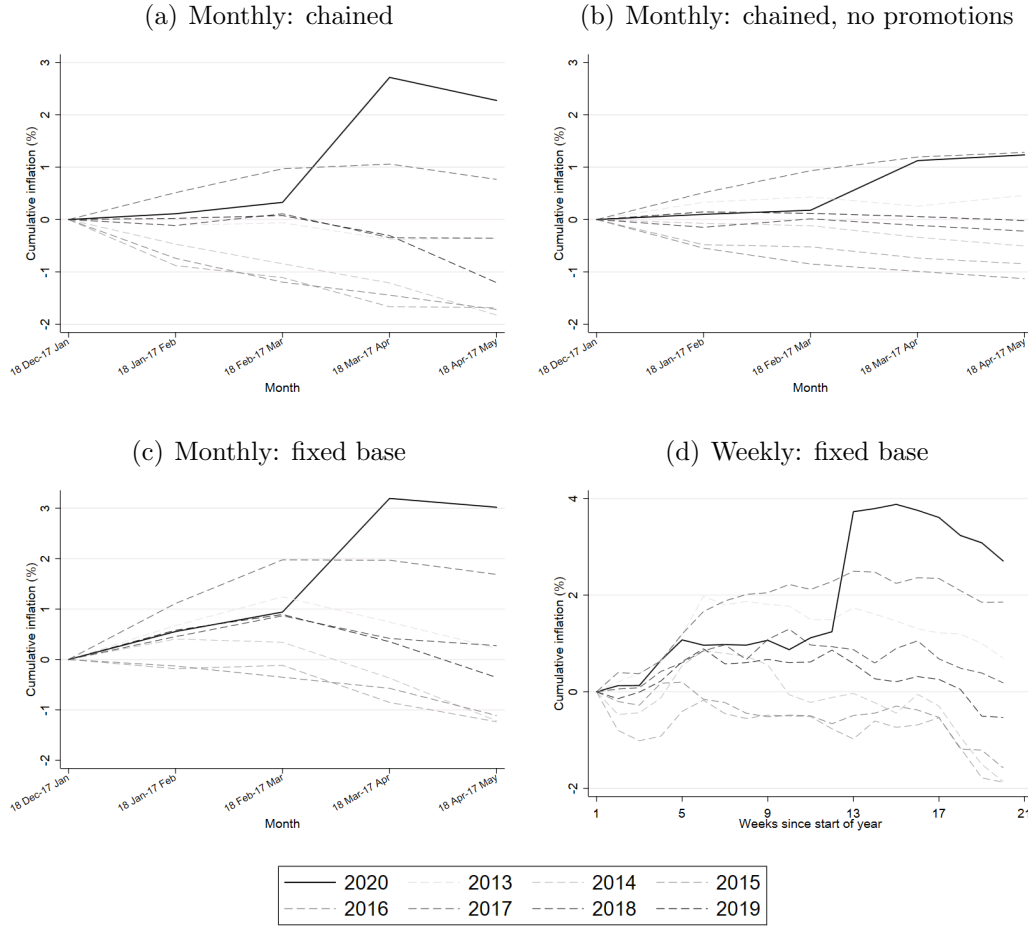 (a) Monthly: chained
(b) Monthly: chained, no promotions
Cumulative inflation (%)
3
2
1
0
-1
-2
18 Dec-17 Jan
18 Jan-17 Feb
18 Feb-17 Mar
18 Mar-17 Apr
18 Apr-17 May
Month
Cumulative inflation (%)
3
2
1
0
-1
-2
18 Dec-17 Jan
18 Jan-17 Feb
18 Feb-17 Mar
18 Mar-17 Apr
18 Apr-17 May
Month
(c) Monthly: fixed base
(d) Weekly: fixed base
Cumulative inflation (%)
3
2
1
0
-1
-2
18 Dec-17 Jan
18 Jan-17 Feb
18 Feb-17 Mar
18 Mar-17 Apr
18 Apr-17 May
Month
Cumulative inflation (%)
4
2
0
-2
1 5 9 13 17 21
Weeks since start of year
2020 2013 2014 2015
2016 2017 2018 2019